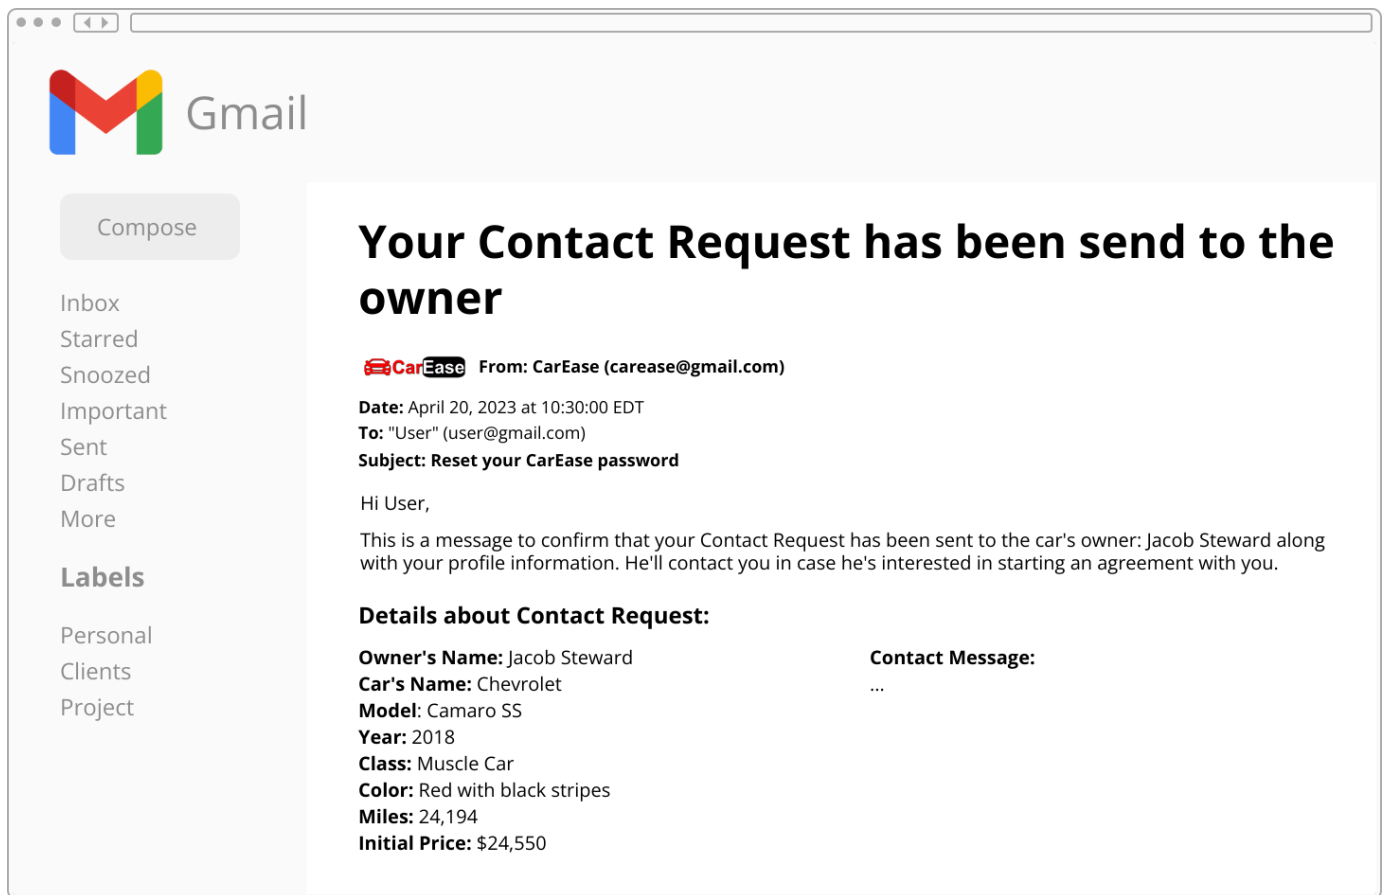 Gmail
Compose
Inbox
Starred
Snoozed
Important
Sent
Drafts
More
Labels
Personal
Clients
Project
Your Contact Request has been send to the
owner
CarEase From: CarEase (carease@gmail.com)
Date: April 20, 2023 at 10:30:00 EDT
To: "User" (user@gmail.com)
Subject: Reset your CarEase password
Hi User,
This is a message to confirm that your Contact Request has been sent to the car's owner: Jacob Steward along
with your profile information. He'll contact you in case he's interested in starting an agreement with you.
Details about Contact Request:
Owner's Name: Jacob Steward
Car's Name: Chevrolet
Model: Camaro SS
Year: 2018
Class: Muscle Car
Color: Red with black stripes
Miles: 24,194
Initial Price: $24,550
Contact Message:
...